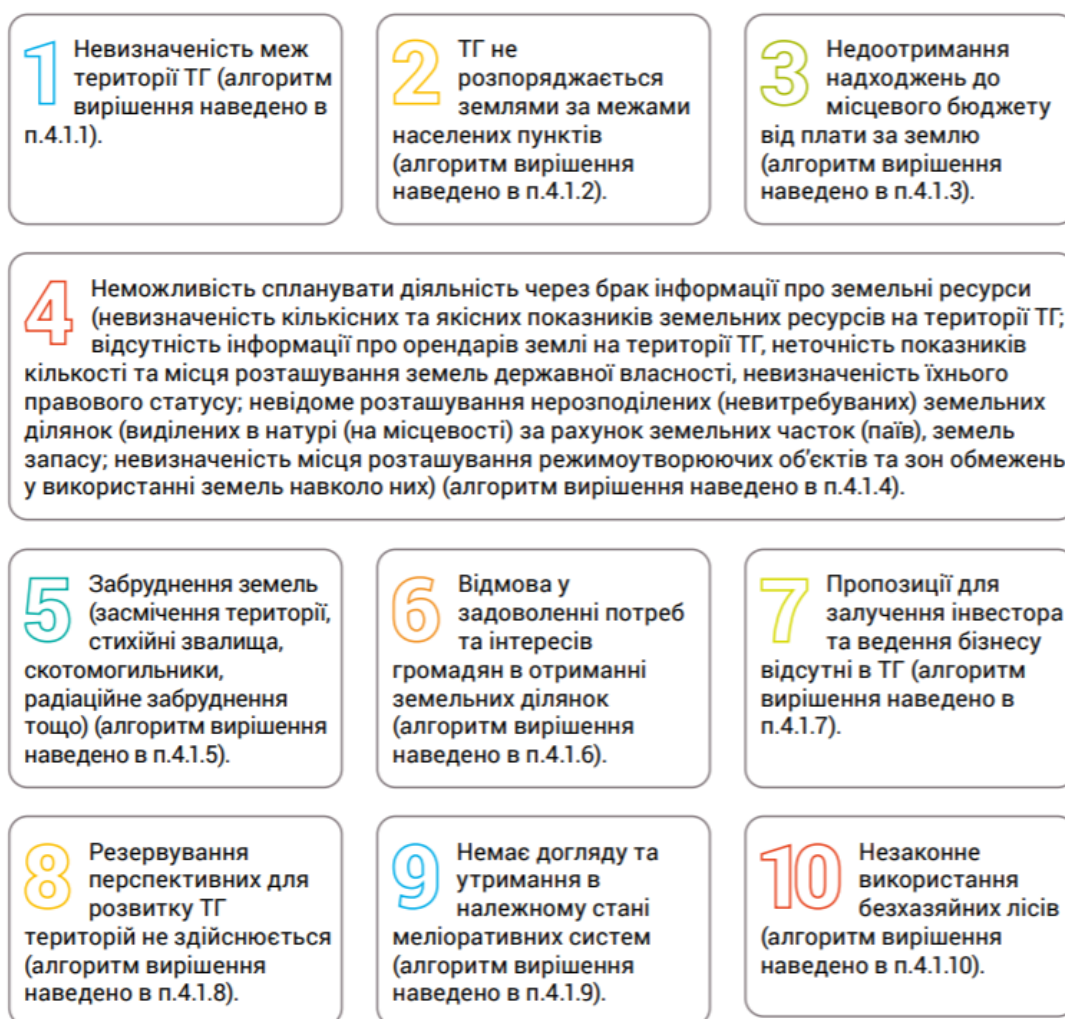 1 Невизначеність меж
території ТГ (алгоритм
вирішення наведено в
п.4.1.1).
2 ТГ не
розпоряджається
землями за межами
населених пунктів
(алгоритм вирішення
наведено в п.4.1.2).
3 Недоотримання
надходжень до
місцевого бюджету
від плати за землю
(алгоритм вирішення
наведено в п.4.1.3).
4 Неможливість спланувати діяльність через брак інформації про земельні ресурси
(невизначеність кількісних та якісних показників земельних ресурсів на території ТГ;
відсутність інформації про орендарів землі на території ТГ, неточність показників
кількості та місця розташування земель державної власності, невизначеність їхнього
правового статусу; невідоме розташування нерозподілених (невитребуваних) земельних
ділянок (виділених в натурі (на місцевості) за рахунок земельних часток (паїв), земель
запасу; невизначеність місця розташування режимоутворюючих об'єктів та зон обмежень
у використанні земель навколо них) (алгоритм вирішення наведено в п.4.1.4).
5 Забруднення земель
(засмічення території,
стихійні звалища,
скотомогильники,
радіаційне забруднення
тощо) (алгоритм вирішення
наведено в п.4.1.5).
6 Відмова у
задоволенні потреб
та інтересів
громадян в отриманні
земельних ділянок
(алгоритм вирішення
наведено в п.4.1.6).
7 Пропозиції для
залучення інвестора
та ведення бізнесу
відсутні в ТГ (алгоритм
вирішення наведено в
п.4.1.7).
8 Резервування
перспективних для
розвитку ТГ
територій не здійснюється
(алгоритм вирішення
наведено в п.4.1.8).
9 Немає догляду та
утримання в
належному стані
меліоративних систем
(алгоритм вирішення
наведено в п.4.1.9).
10 Незаконне
використання
безхазяйних лісів
(алгоритм вирішення
наведено в п.4.1.10).